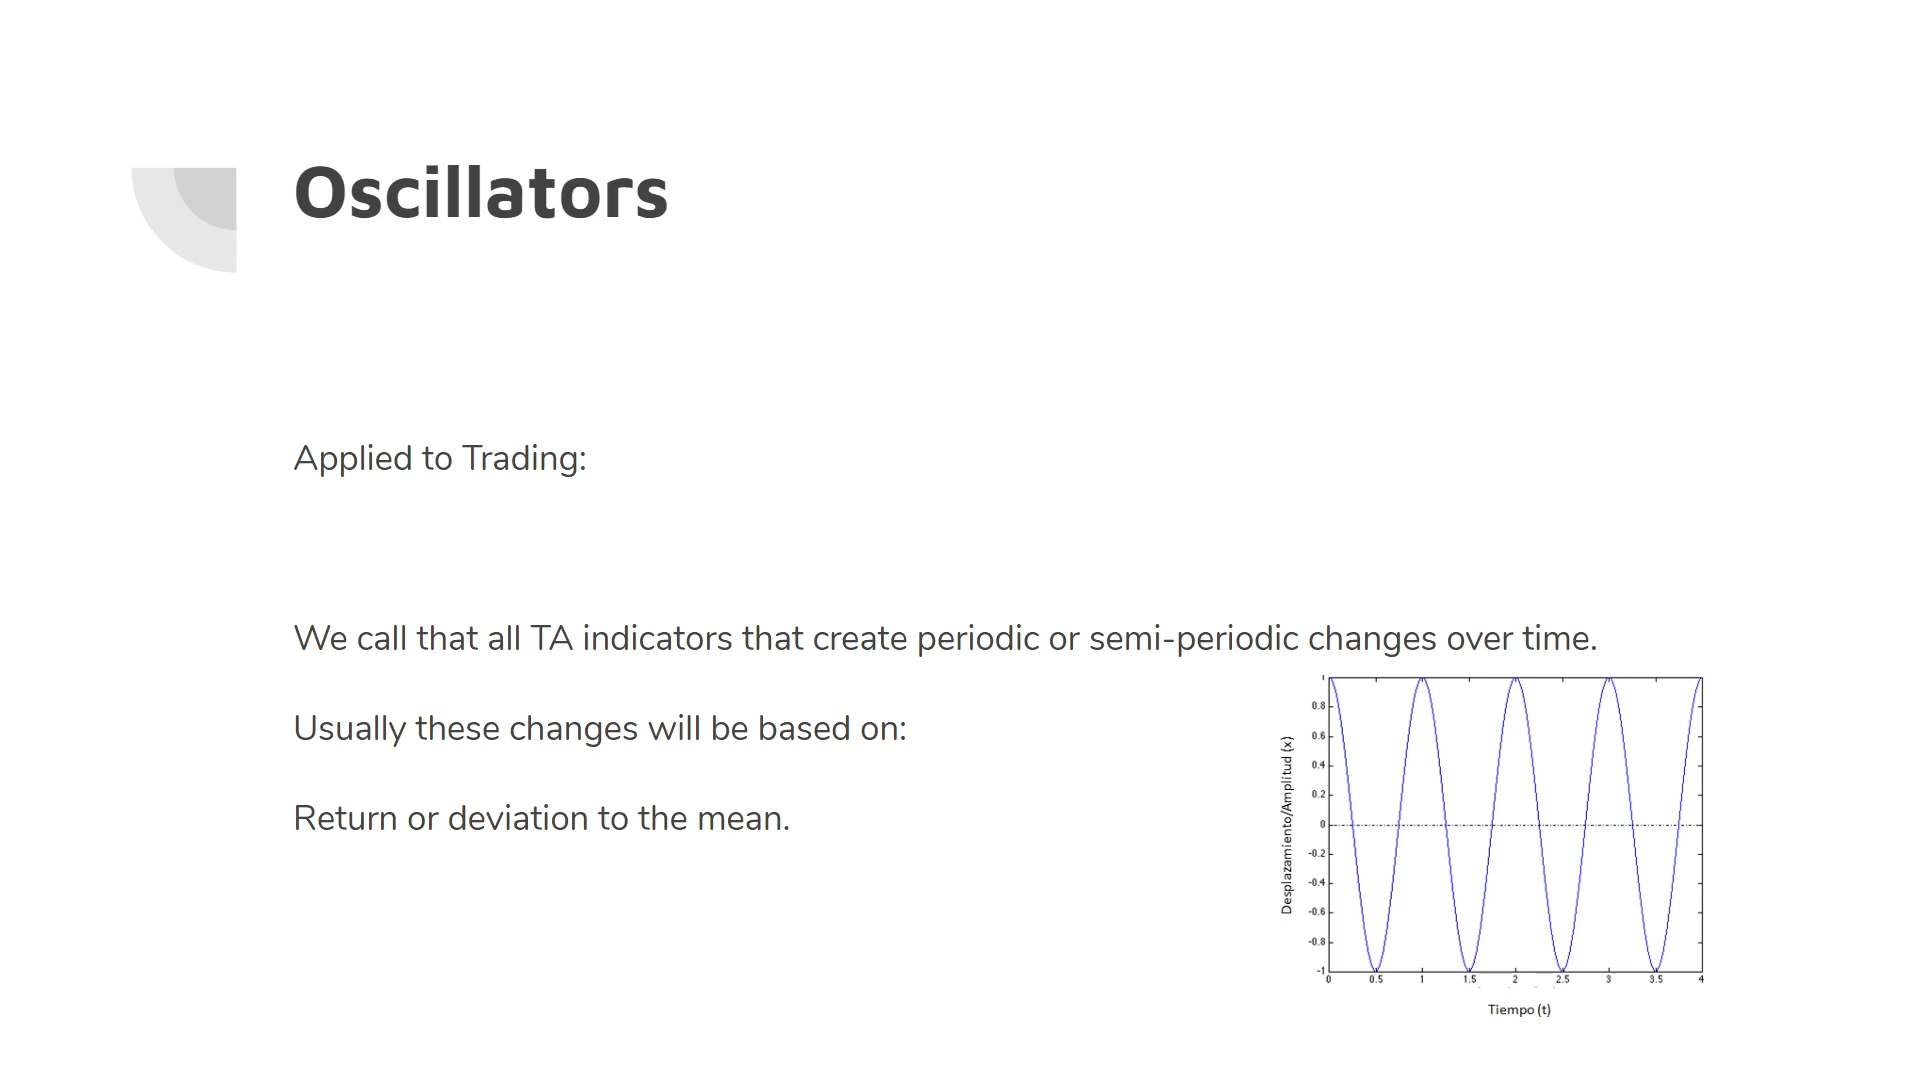 Oscillators
Applied to Trading:
We call that all TA indicators that create periodic or semi-periodic changes over time.
Usually these changes will be based on:
Return or deviation to the mean.
Desplazamiento/Amplitud (x)
1
0.8
0.6
0.4
0.2
0
-0.2
-0.4
-0.6
-0.8
-1
0 0.5 1 1.5 2 2.5 3 3.5 4
Tiempo (t)